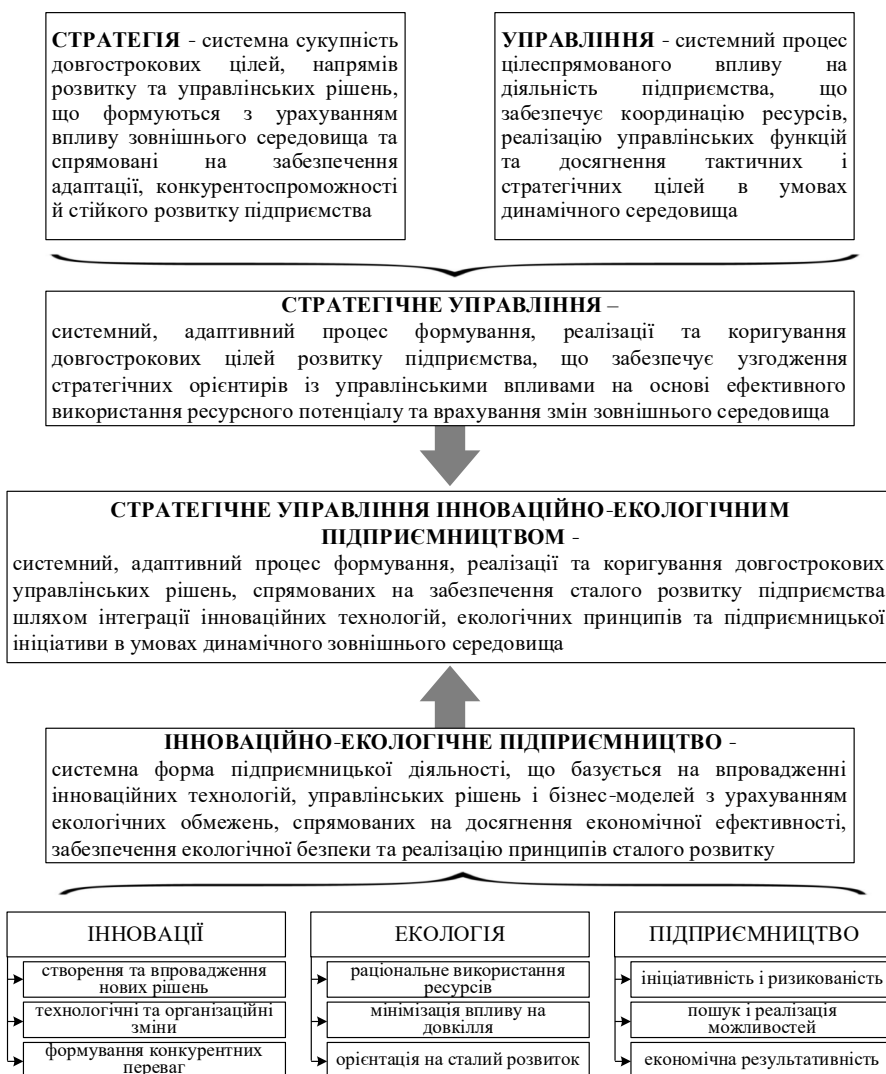 СТРАТЕГІЯ - системна сукупність
довгострокових цілей, напрямів
розвитку та управлінських рішень,
що формуються з урахуванням
впливу зовнішнього середовища та
спрямовані на забезпечення
адаптації, конкурентоспроможності
й стійкого розвитку підприємства
УПРАВЛІННЯ - системний процес
цілеспрямованого впливу на
діяльність підприємства, що
забезпечує координацію ресурсів,
реалізацію управлінських функцій
та досягнення тактичних і
стратегічних цілей в умовах
динамічного середовища
СТРАТЕГІЧНЕ УПРАВЛІННЯ –
системний, адаптивний процес формування, реалізації та коригування
довгострокових цілей розвитку підприємства, що забезпечує узгодження
стратегічних орієнтирів із управлінськими впливами на основі ефективного
використання ресурсного потенціалу та врахування змін зовнішнього середовища
СТРАТЕГІЧНЕ УПРАВЛІННЯ ІННОВАЦІЙНО-ЕКОЛОГІЧНИМ
ПІДПРИЄМНИЦТВОМ -
системний, адаптивний процес формування, реалізації та коригування довгострокових
управлінських рішень, спрямованих на забезпечення сталого розвитку підприємства
шляхом інтеграції інноваційних технологій, екологічних принципів та підприємницької
ініціативи в умовах динамічного зовнішнього середовища
ІННОВАЦІЙНО-ЕКОЛОГІЧНЕ ПІДПРИЄМНИЦТВО -
системна форма підприємницької діяльності, що базується на впровадженні
інноваційних технологій, управлінських рішень і бізнес-моделей з урахуванням
екологічних обмежень, спрямованих на досягнення економічної ефективності,
забезпечення екологічної безпеки та реалізацію принципів сталого розвитку
ІННОВАЦІЇ
створення та впровадження
нових рішень
технологічні та організаційні
зміни
формування конкурентних
переваг
ЕКОЛОГІЯ
раціональне використання
ресурсів
мінімізація впливу на
довкілля
орієнтація на сталий розвиток
ПІДПРИЄМНИЦТВО
ініціативність і ризикованість
пошук і реалізація
можливостей
економічна результативність